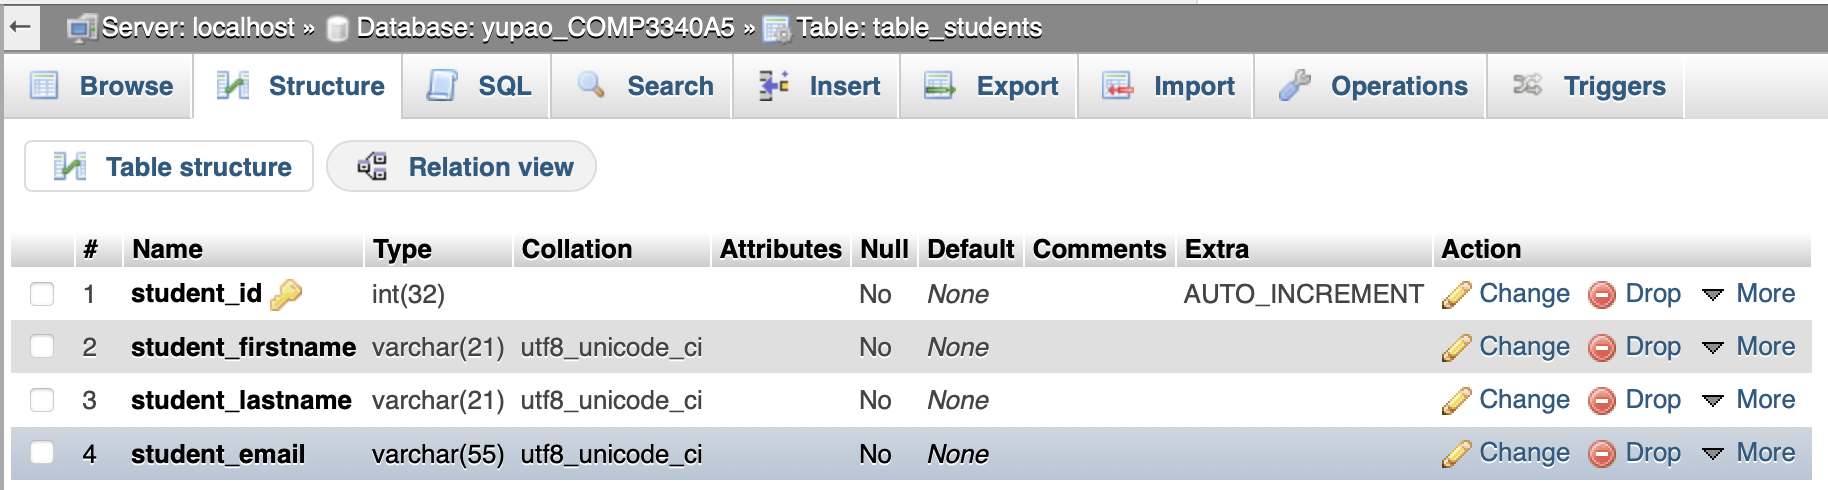 ← Server: localhost » Database: yupao_COMP3340A5 » Table: table_students
Browse Structure SQL Search Insert Export Import Operations Triggers
Table structure Relation view
# Name Type Collation Attributes Null Default Comments Extra Action
1 student_id int(32) No None AUTO_INCREMENT Change Drop More
2 student_firstname varchar(21) utf8_unicode_ci No None Change Drop More
3 student_lastname varchar(21) utf8_unicode_ci No None Change Drop More
4 student_email varchar(55) utf8_unicode_ci No None Change Drop More